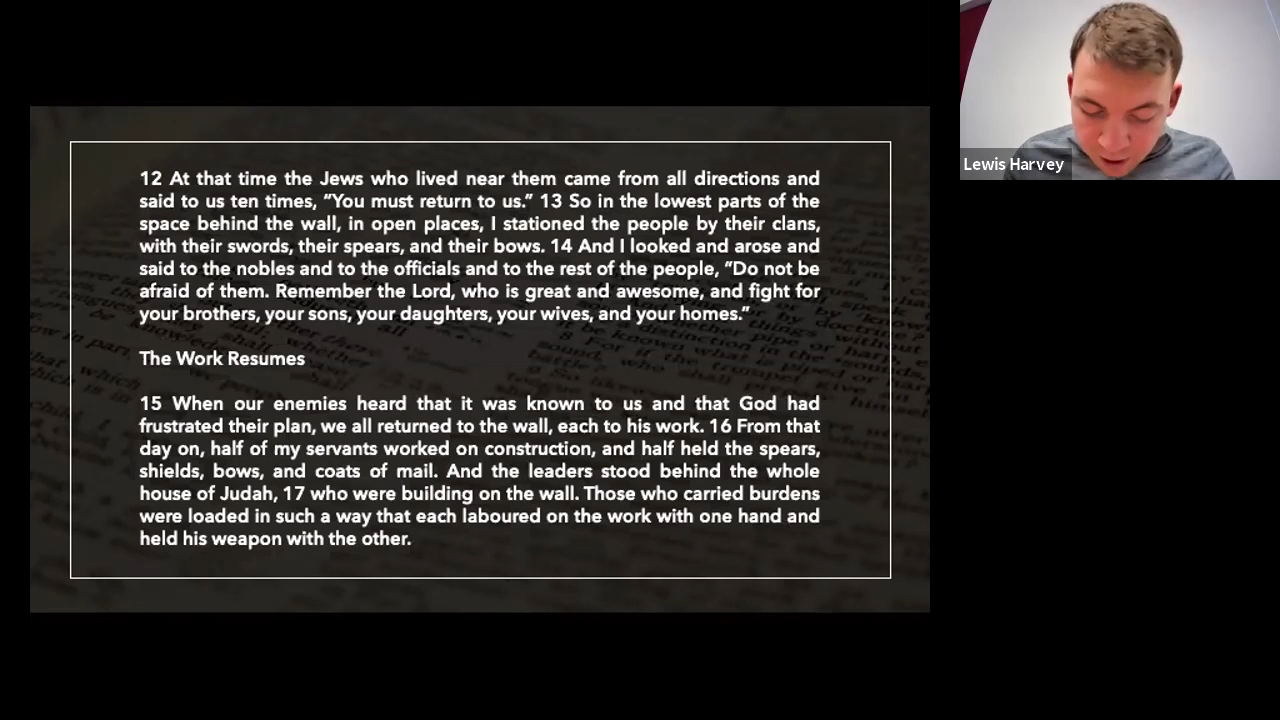 12 At that time the Jews who lived near them came from all directions and
said to us ten times, “You must return to us.” 13 So in the lowest parts of the
space behind the wall, in open places, I stationed the people by their clans,
with their swords, their spears, and their bows. 14 And I looked and arose and
said to the nobles and to the officials and to the rest of the people, “Do not be
afraid of them. Remember the Lord, who is great and awesome, and fight for
your brothers, your sons, your daughters, your wives, and your homes.”
The Work Resumes
15 When our enemies heard that it was known to us and that God had
frustrated their plan, we all returned to the wall, each to his work. 16 From that
day on, half of my servants worked on construction, and half held the spears,
shields, bows, and coats of mail. And the leaders stood behind the whole
house of Judah, 17 who were building on the wall. Those who carried burdens
were loaded in such a way that each laboured on the work with one hand and
held his weapon with the other.
Lewis Harvey